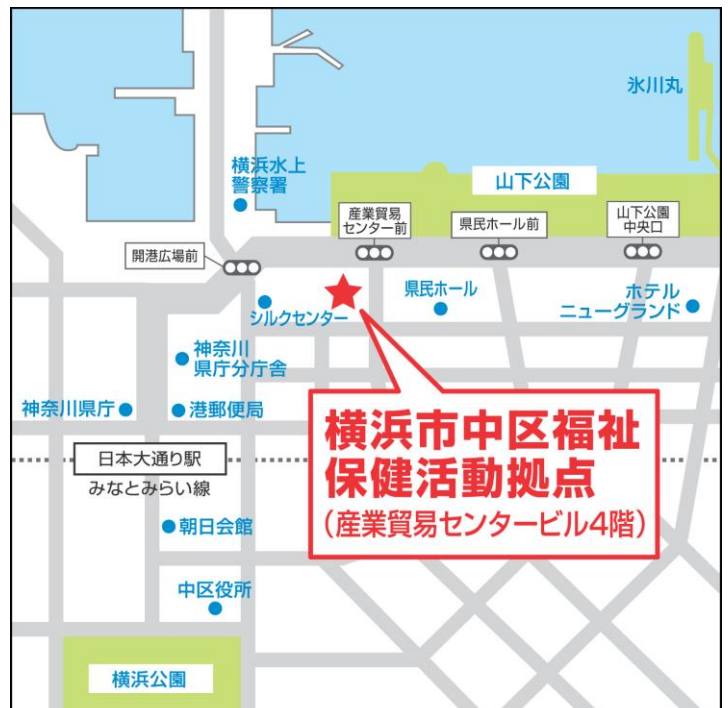 氷川丸
横浜水上
警察署
山下公園
産業貿易
センター前
県民ホール前
山下公園
中央口
開港広場前
シルクセンター
県民ホール
ホテル
ニューグランド
神奈川
県庁分庁舎
神奈川県庁
港郵便局
横浜市中区福祉
保健活動拠点
(産業貿易センタービル4階)
日本大通り駅
みなとみらい線
朝日会館
中区役所
横浜公園